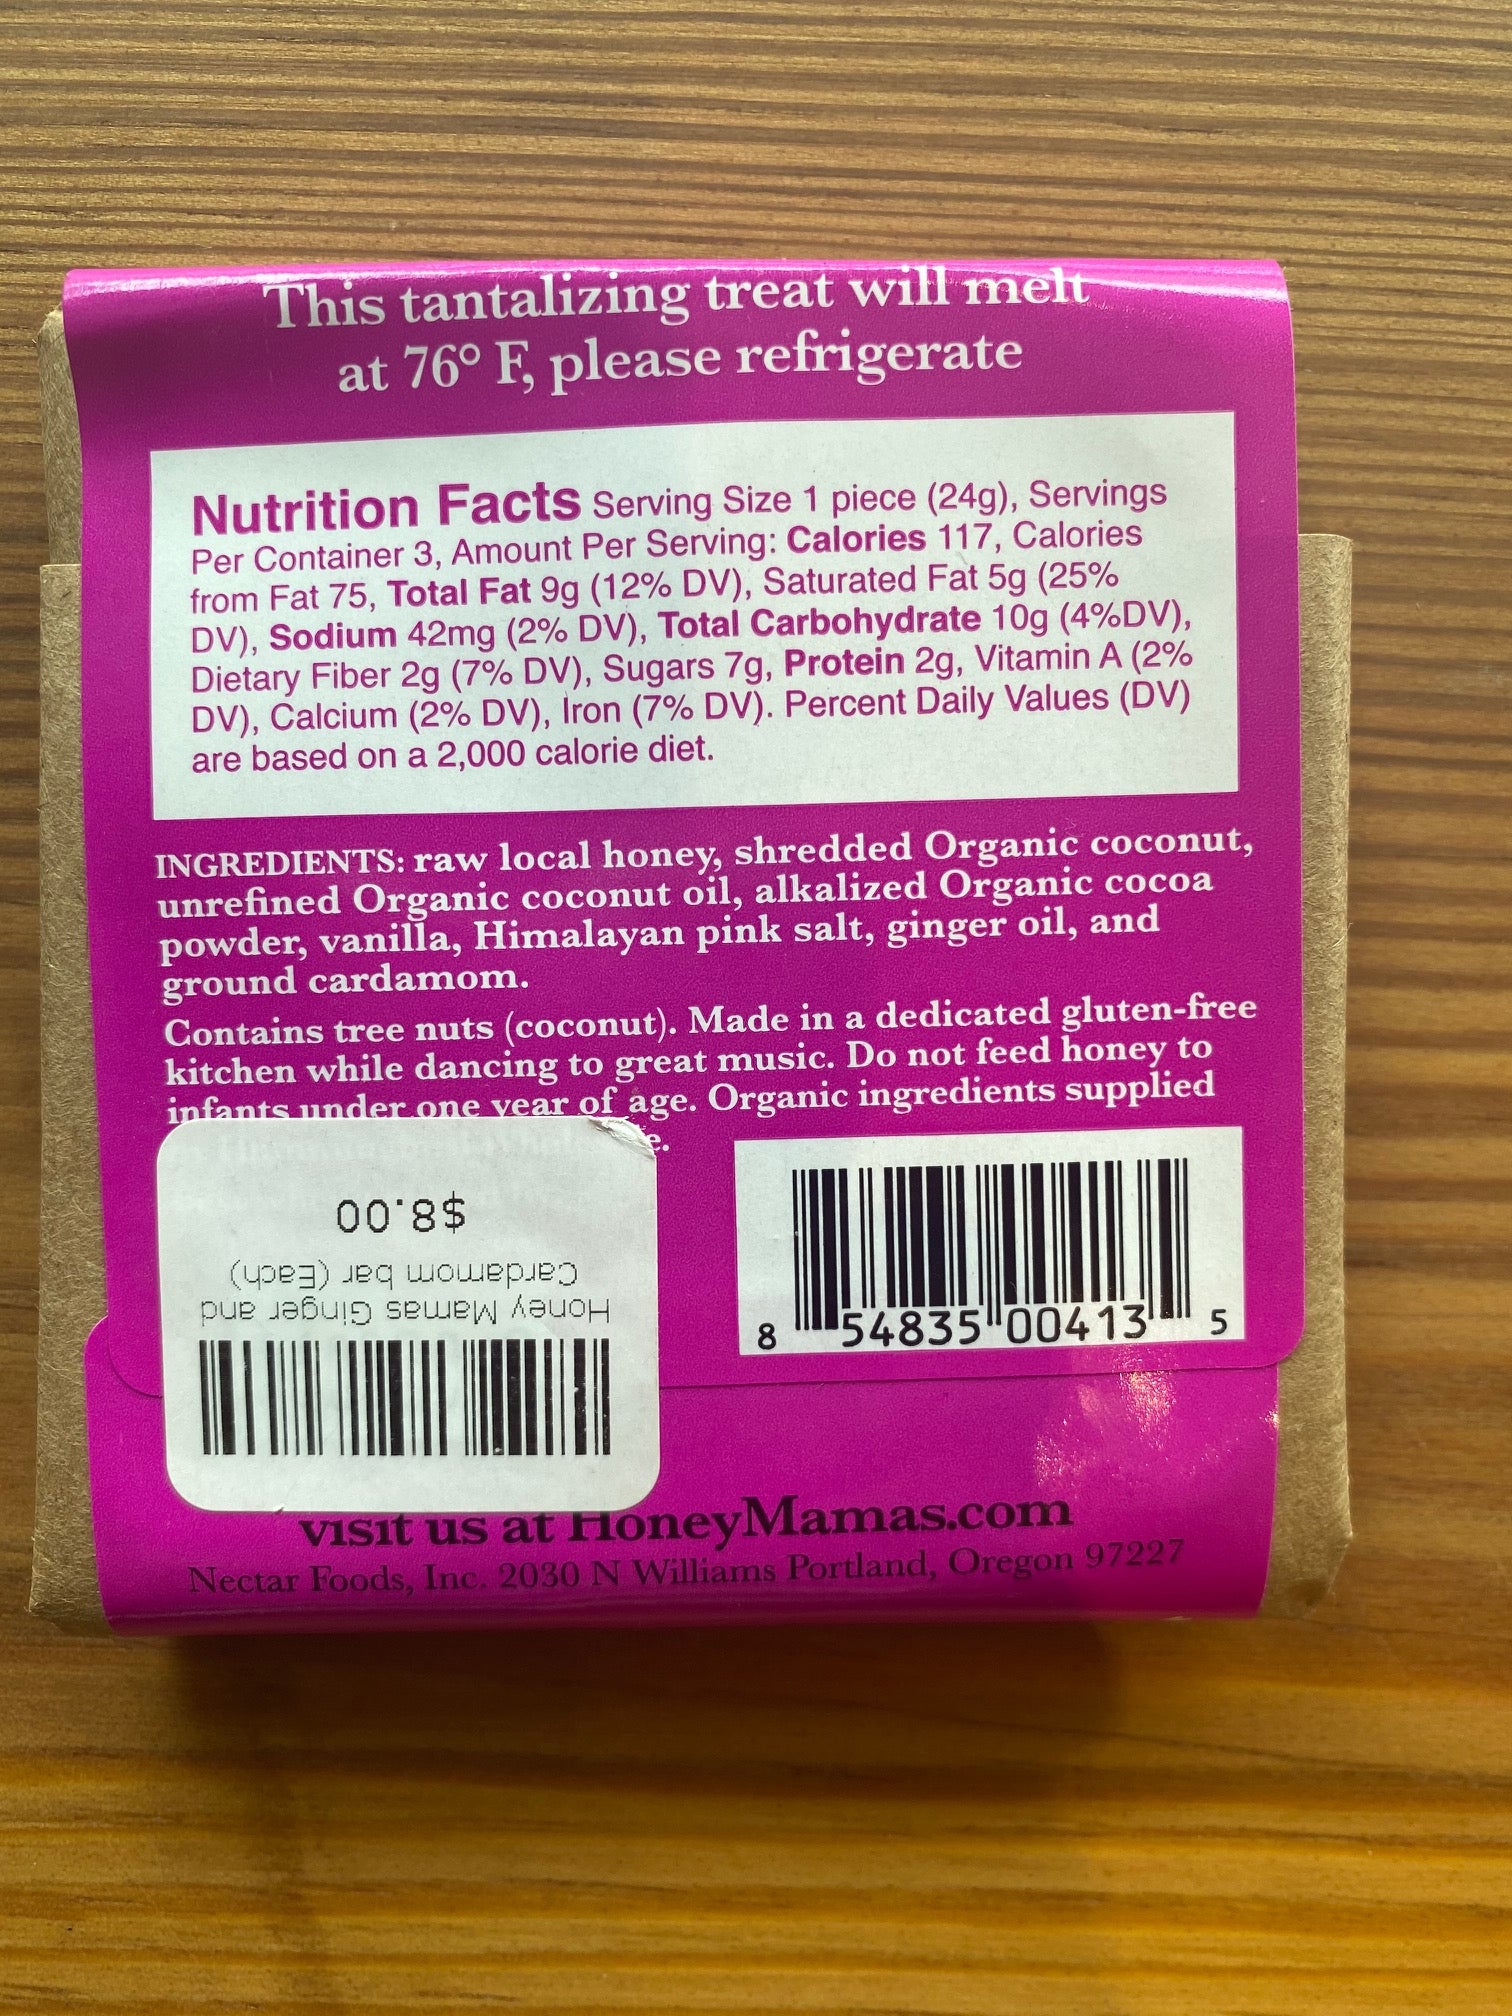 This tantalizing treat will melt
at 76° F, please refrigerate
Nutrition Facts Serving Size 1 piece (24g), Servings
Per Container 3, Amount Per Serving: Calories 117, Calories
from Fat 75, Total Fat 9g (12% DV), Saturated Fat 5g (25%
DV), Sodium 42mg (2% DV), Total Carbohydrate 10g (4%DV),
Dietary Fiber 2g (7% DV), Sugars 7g, Protein 2g, Vitamin A (2%
DV), Calcium (2% DV), Iron (7% DV). Percent Daily Values (DV)
are based on a 2,000 calorie diet.
INGREDIENTS: raw local honey, shredded Organic coconut,
unrefined Organic coconut oil, alkalized Organic cocoa
powder, vanilla, Himalayan pink salt, ginger oil, and
ground cardamom.
Contains tree nuts (coconut). Made in a dedicated gluten-free
kitchen while dancing to great music. Do not feed honey to
infants under one year of age. Organic ingredients supplied
Honey Mamas Ginger and
Cardamom bar (Each)
$8.00
8 54835 00413 5
visit us at HoneyMamas.com
Nectar Foods, Inc. 2030 N Williams Portland, Oregon 97227